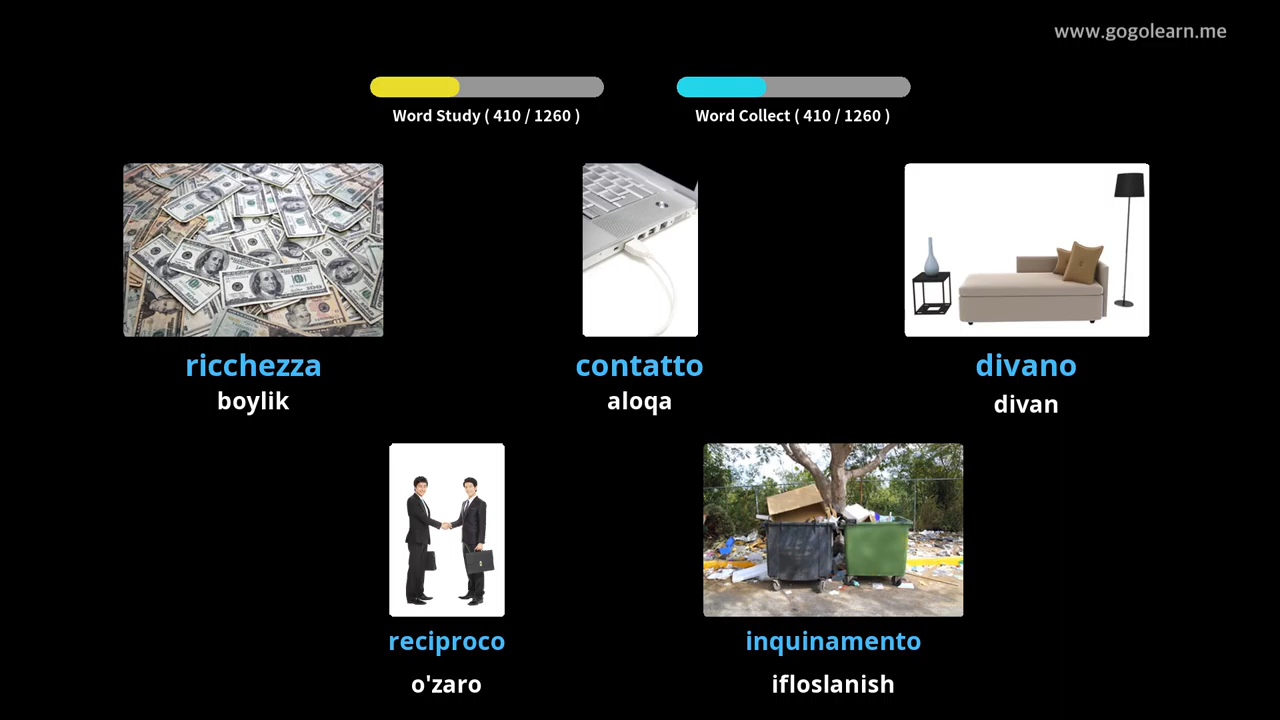 www.gogolearn.me
Word Study ( 410 / 1260 )
Word Collect ( 410 / 1260 )
ricchezza
boylik
contatto
aloqa
divano
divan
reciproco
o'zaro
inquinamento
ifloslanish